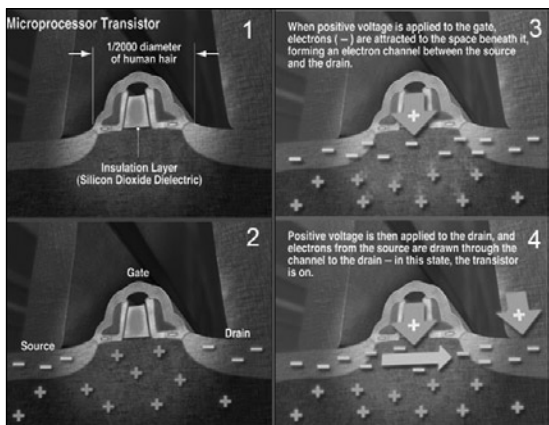 Microprocessor Transistor
1
1/2000 diameter
of human hair
Insulation Layer
(Silicon Dioxide Dielectric)
3
When positive voltage is applied to the gate,
electrons ( – ) are attracted to the space beneath it,
forming an electron channel between the source
and the drain.
+
2
Gate
Source
Drain
4
Positive voltage is then applied to the drain, and
electrons from the source are drawn through the
channel to the drain – in this state, the transistor
is on.
+
+